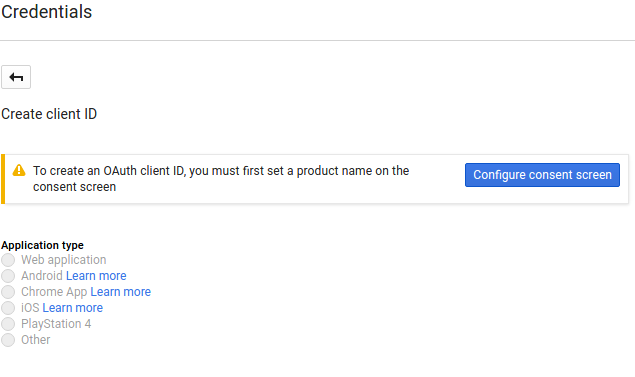 Credentials
Create client ID
To create an OAuth client ID, you must first set a product name on the
consent screen
Configure consent screen
Application type
Web application
Android Learn more
Chrome App Learn more
iOS Learn more
PlayStation 4
Other